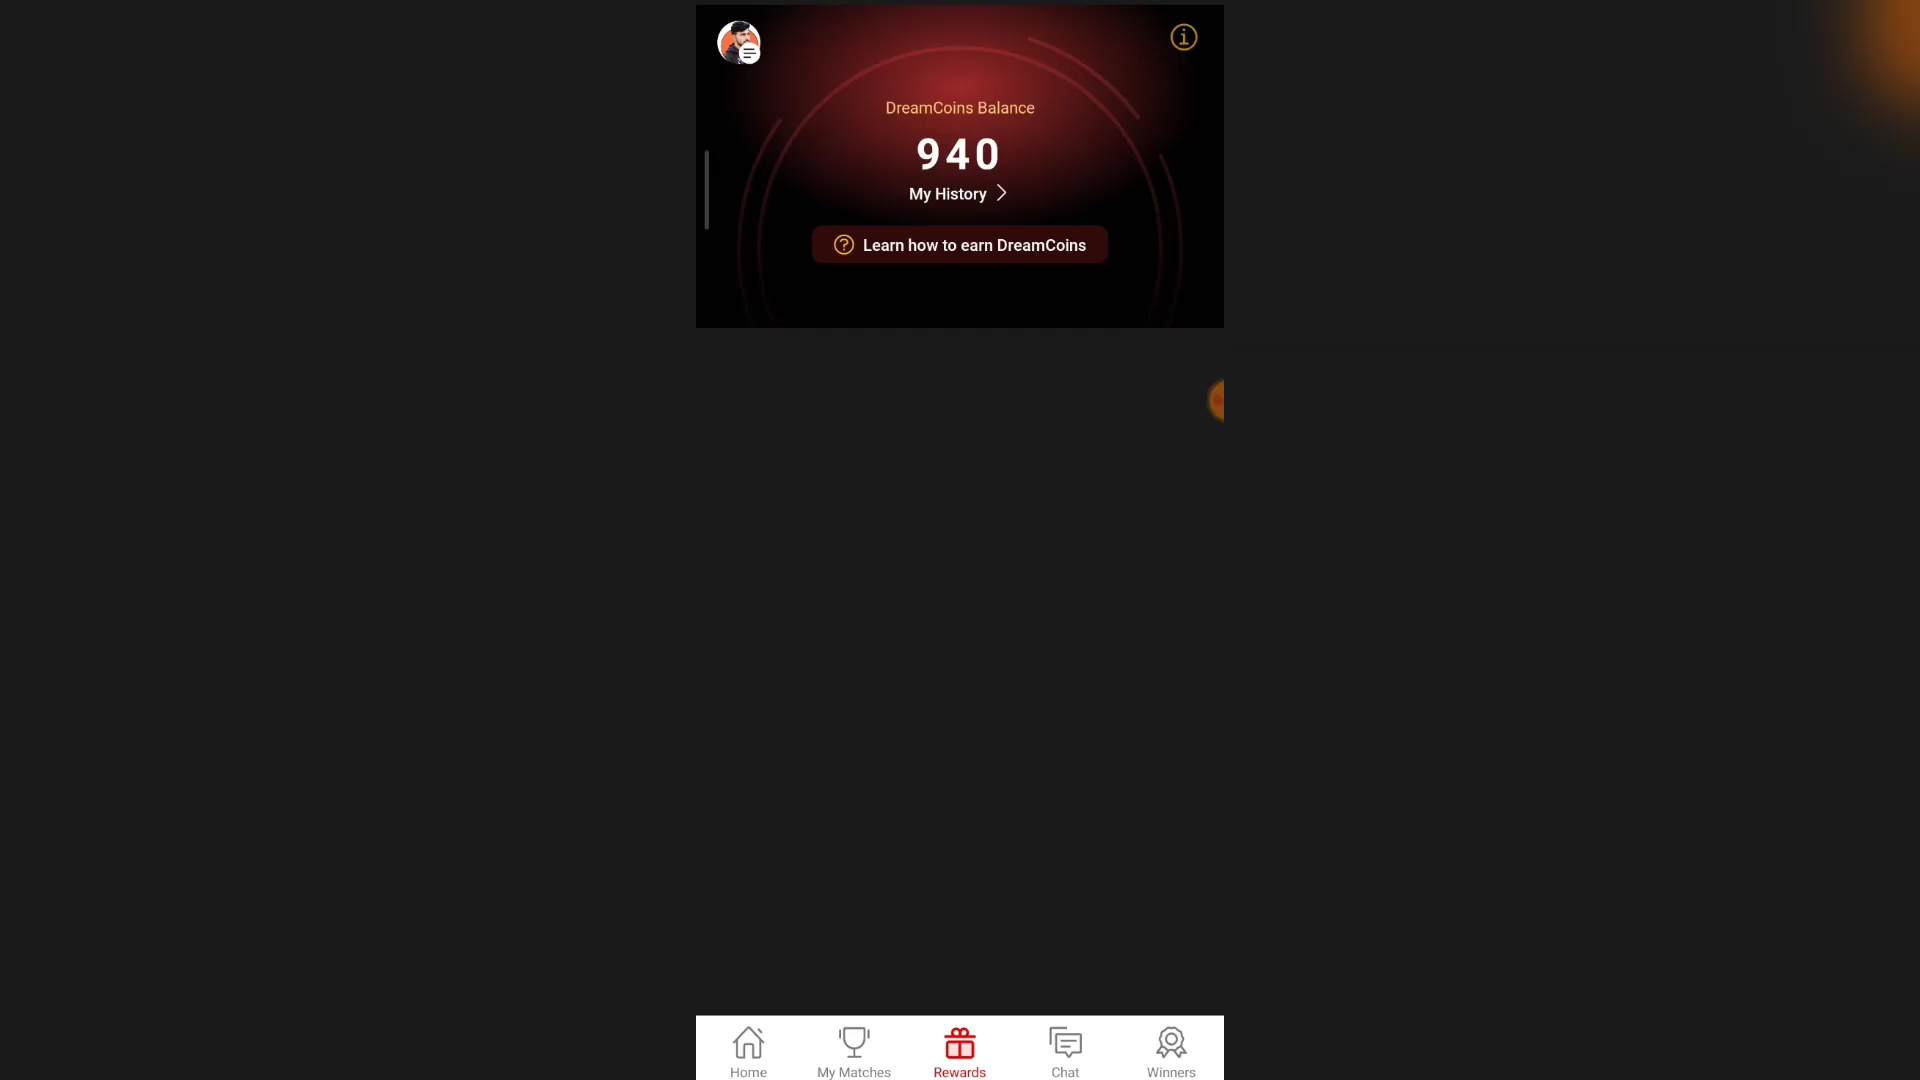 DreamCoins Balance
940
My History
Learn how to earn DreamCoins
Home
My Matches
Rewards
Chat
Winners